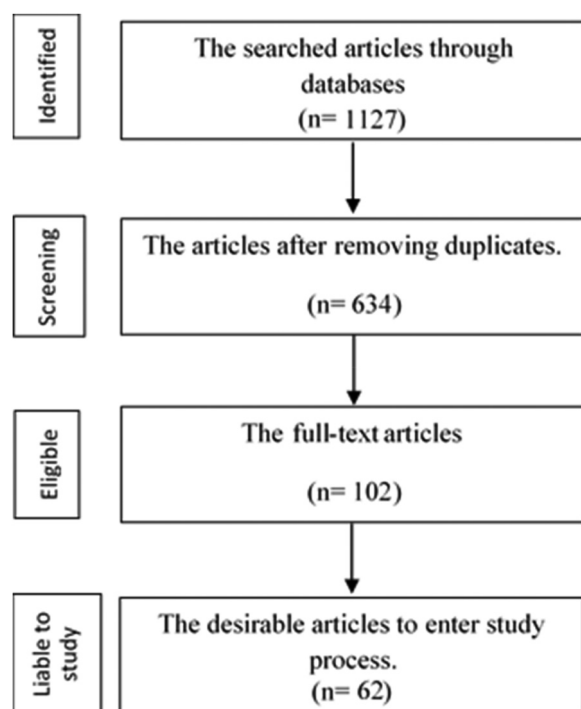 Identified
The searched articles through
databases
(n= 1127)
Screening
The articles after removing duplicates.
(n= 634)
Eligible
The full-text articles
(n= 102)
Liable to
study
The desirable articles to enter study
process.
(n= 62)